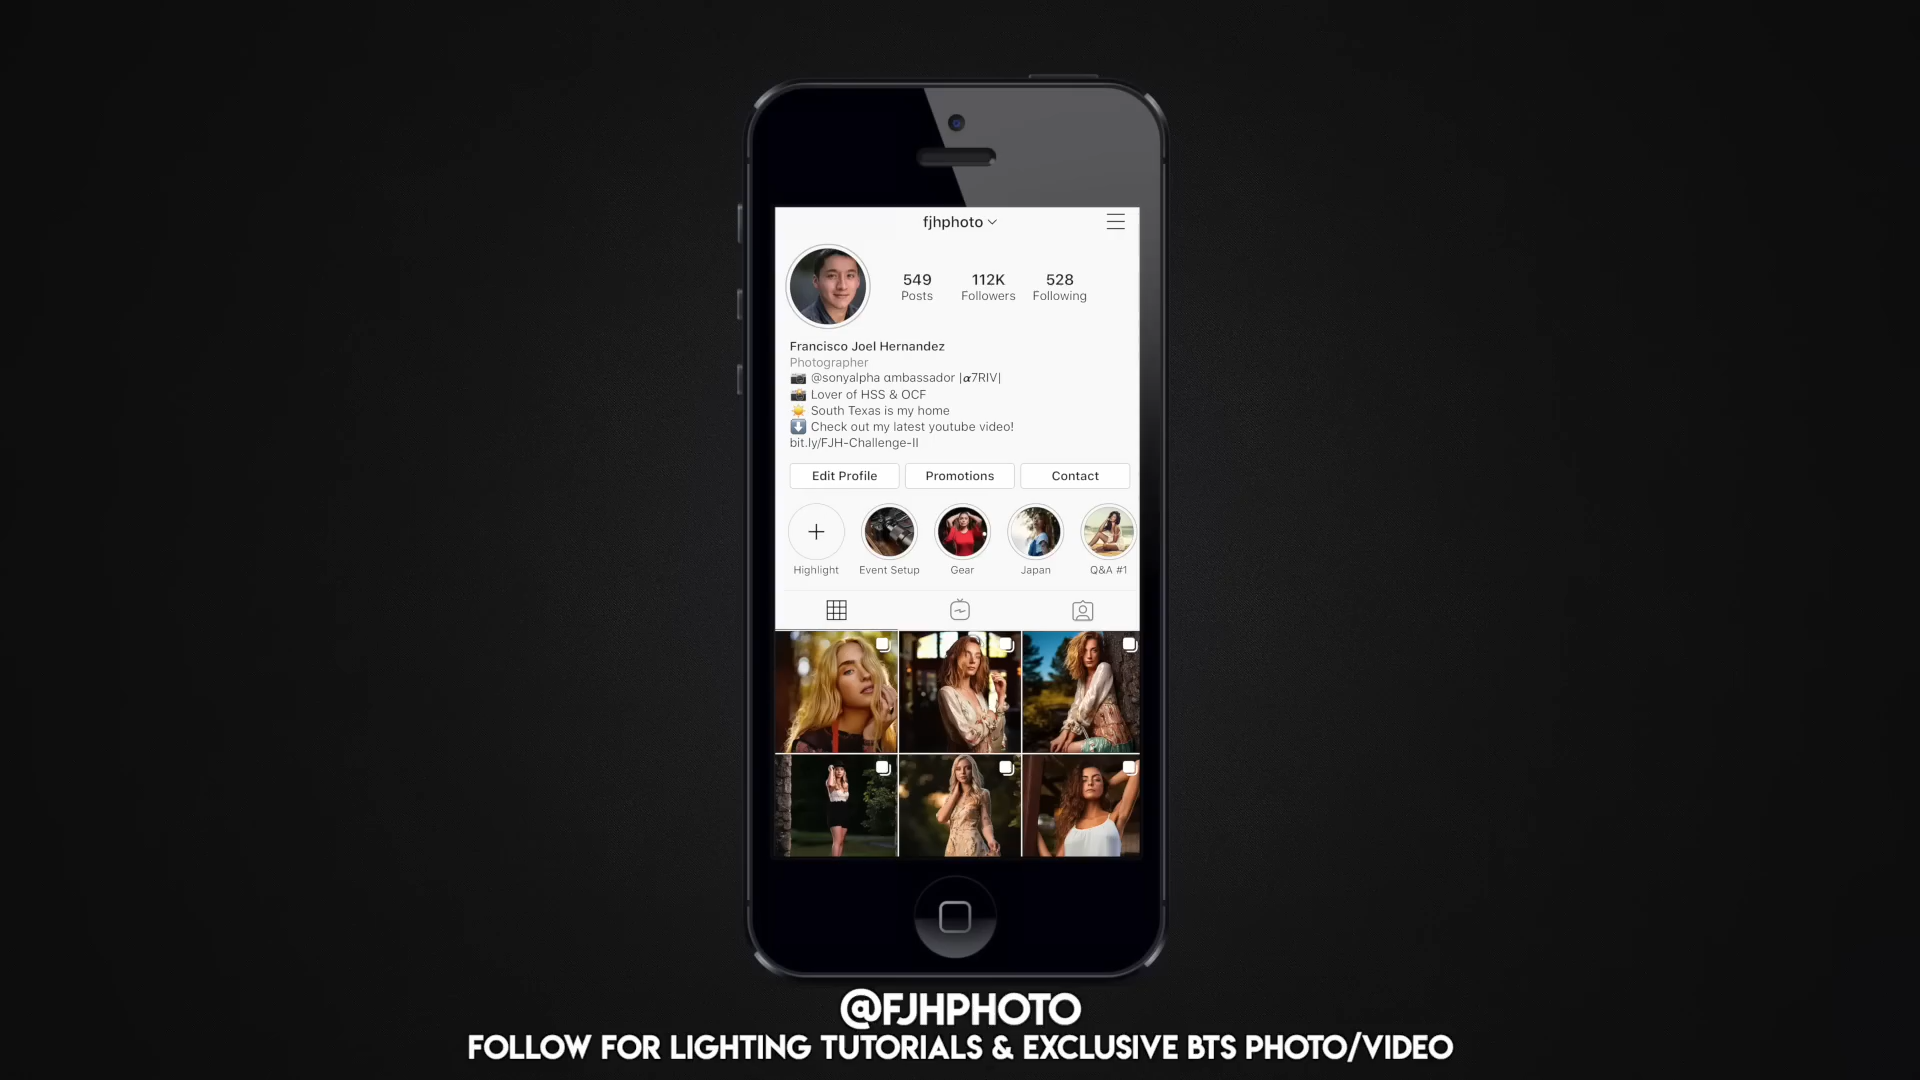 fjhphoto
549 112K 528
Posts Followers Following
Francisco Joel Hernandez
Photographer
@sonyalpha ambassador |α7RIV|
Lover of HSS & OCF
South Texas is my home
Check out my latest youtube video!
bit.ly/FJH-Challenge-II
Edit Profile Promotions Contact
Highlight Event Setup Gear Japan Q&A #1
@FJHPHOTO
FOLLOW FOR LIGHTING TUTORIALS & EXCLUSIVE BTS PHOTO/VIDEO